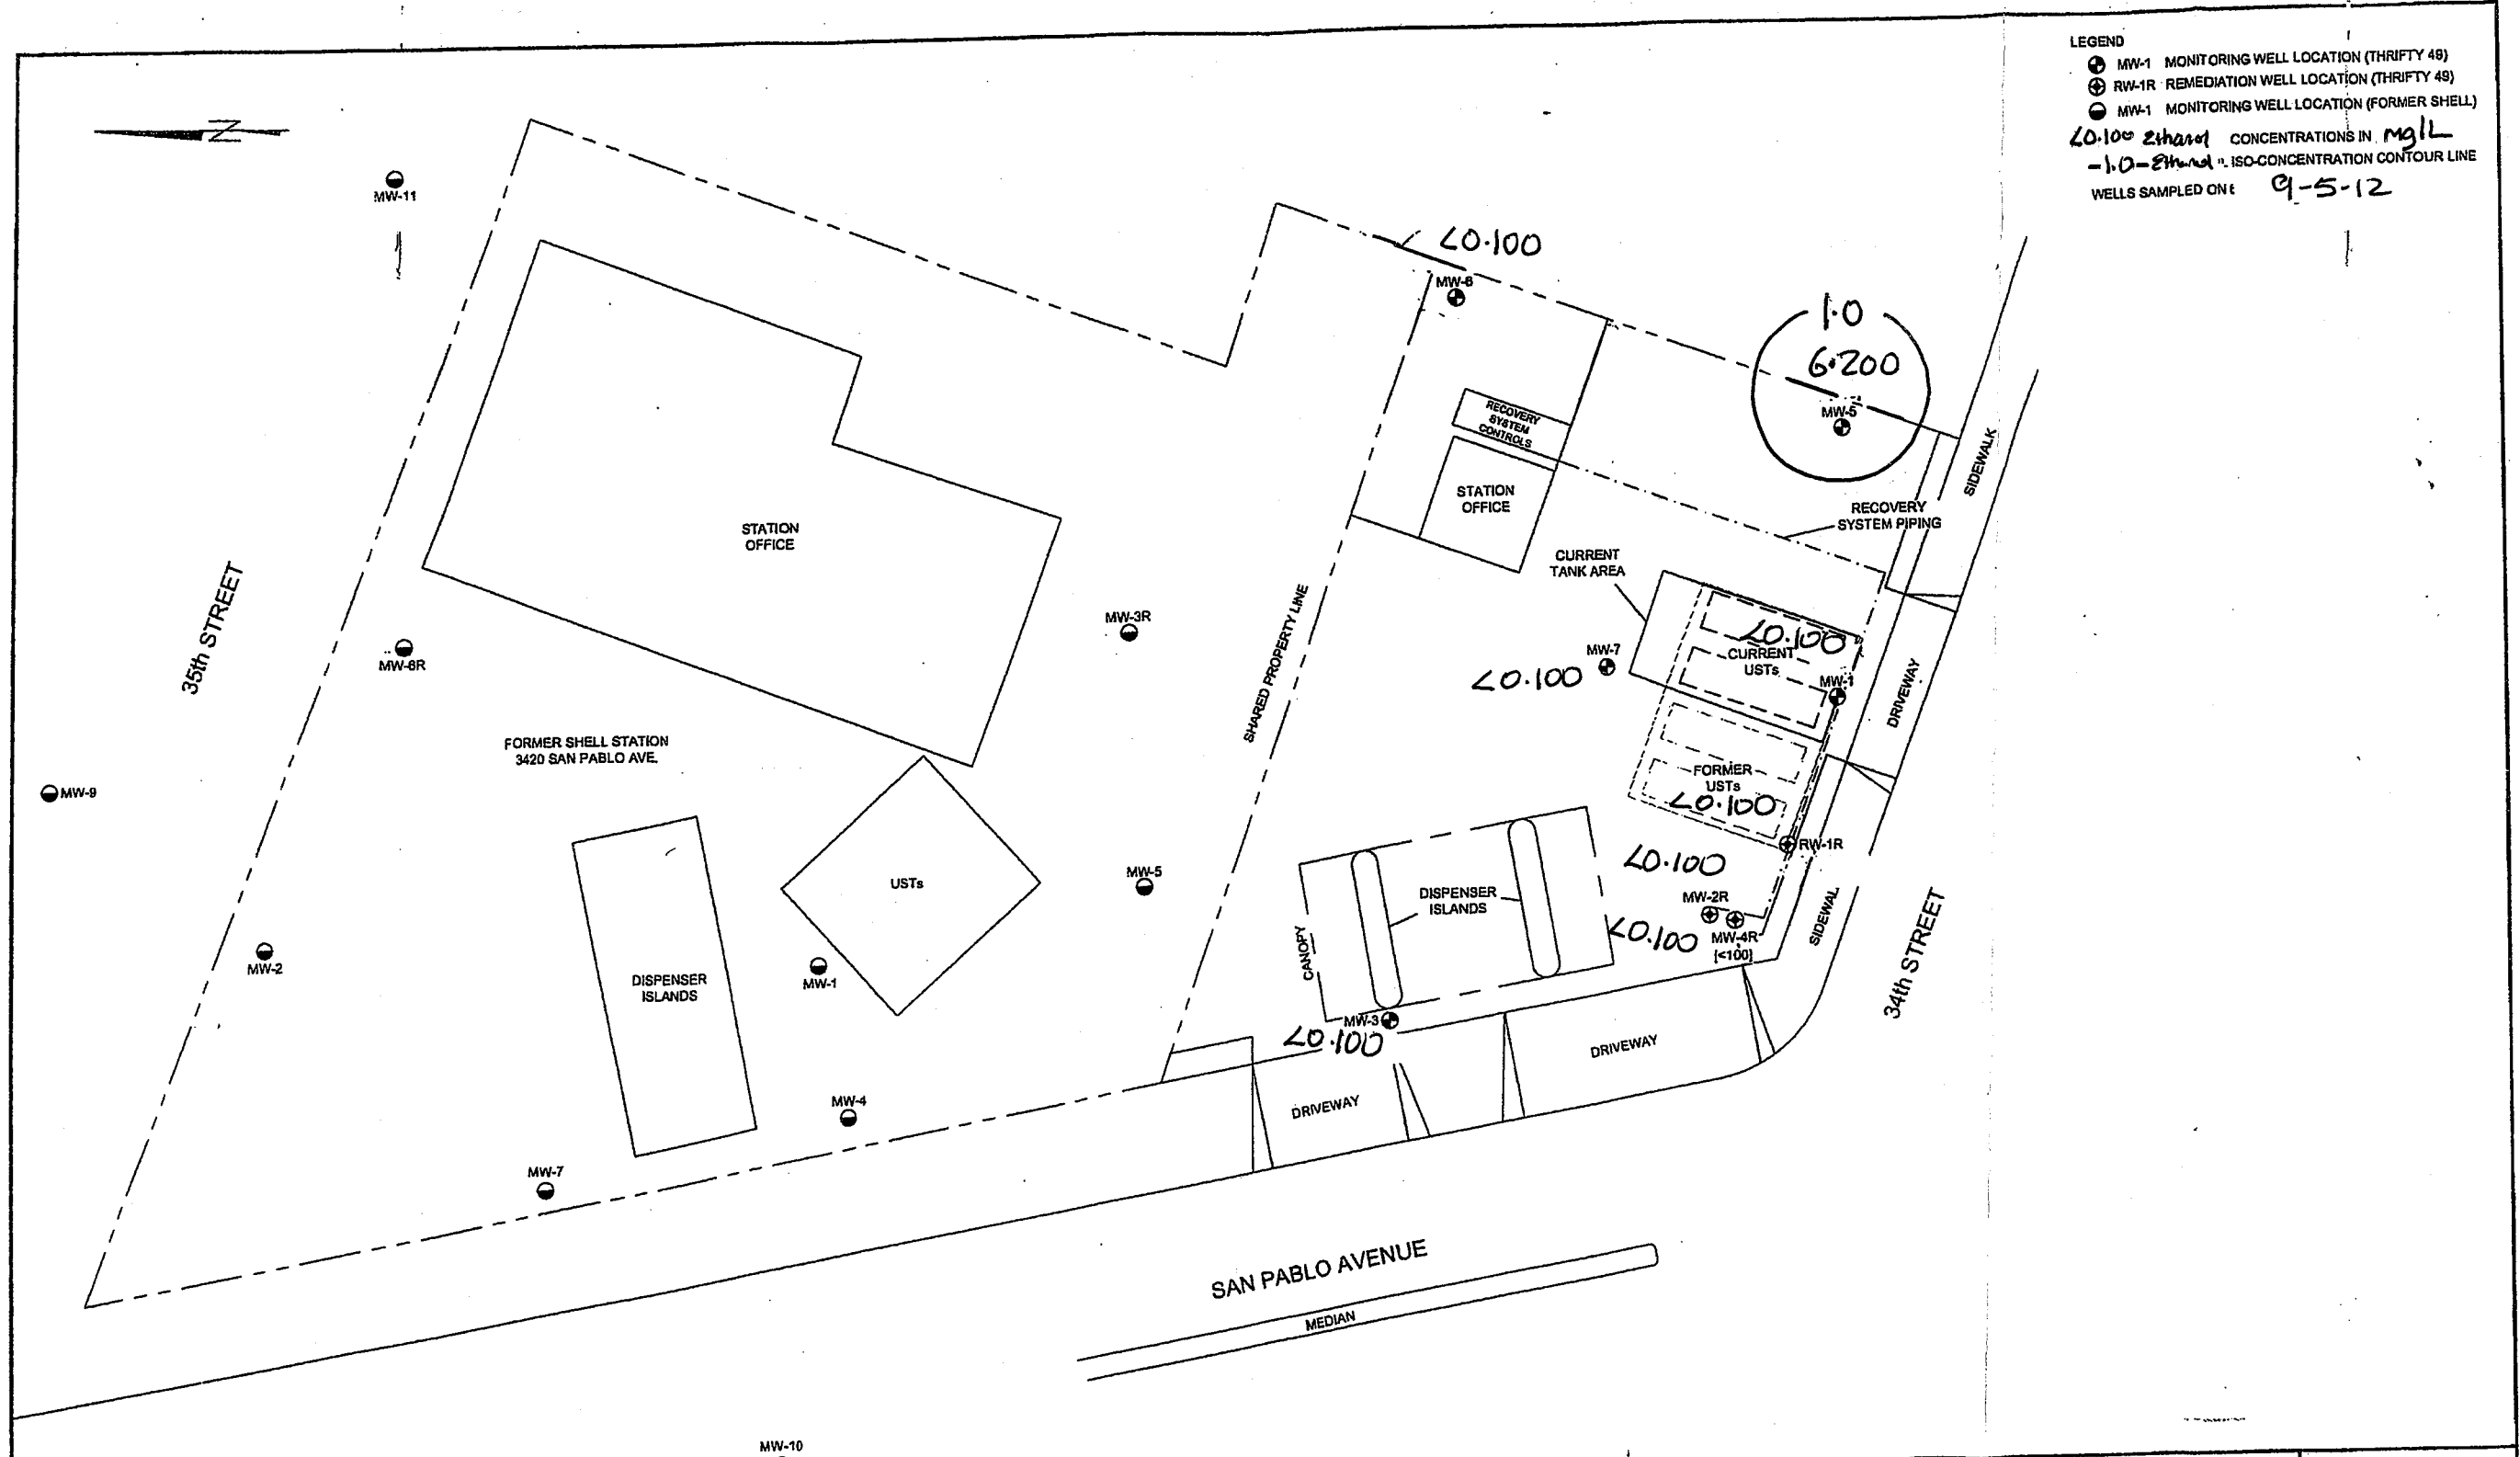 LEGEND
MW-1 MONITORING WELL LOCATION (THRIFTY 49)
RW-1R REMEDIATION WELL LOCATION (THRIFTY 49)
MW-1 MONITORING WELL LOCATION (FORMER SHELL)
<0.100 Ethanol CONCENTRATIONS IN mg/L
-1.0- Ethanol ISO-CONCENTRATION CONTOUR LINE
WELLS SAMPLED ON 9-5-12
N
MW-11
<0.100
MW-6
1.0
6.200
MW-5
RECOVERY
SYSTEM
CONTROLS
STATION
OFFICE
SIDEWALK
RECOVERY
SYSTEM PIPING
STATION
OFFICE
CURRENT
TANK AREA
35th STREET
MW-3R
MW-6R
SHARED PROPERTY LINE
MW-7
<0.100
<0.100
CURRENT
USTs
MW-1
DRIVEWAY
FORMER SHELL STATION
3420 SAN PABLO AVE.
FORMER
USTs
<0.100
MW-9
RW-1R
<0.100
MW-5
USTs
DISPENSER
ISLANDS
MW-2R
<0.100
MW-4R
[<100]
SIDEWAL
34th STREET
CANOPY
MW-2
MW-1
DISPENSER
ISLANDS
MW-3
<0.100
DRIVEWAY
DRIVEWAY
MW-4
MW-7
SAN PABLO AVENUE
MEDIAN
MW-10